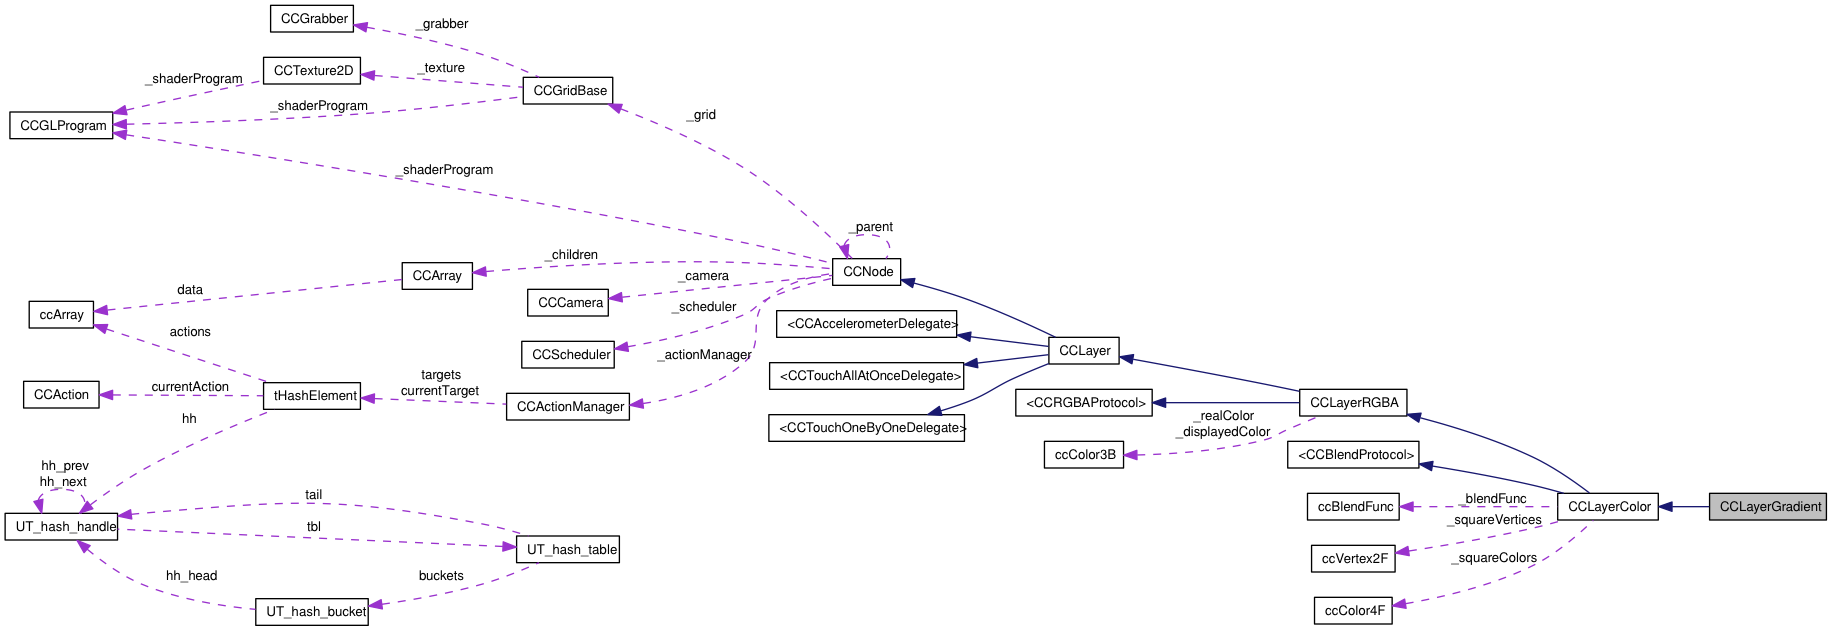 CCGrabber
_grabber
CCTexture2D
_texture
_shaderProgram
CCGridBase
_shaderProgram
CCGLProgram
_grid
_shaderProgram
_parent
_children
CCNode
CCArray
_camera
data
CCCamera
_scheduler
ccArray
<CCAccelerometerDelegate>
actions
CCScheduler
_actionManager
CCLayer
targets
currentTarget
<CCTouchAllAtOnceDelegate>
currentAction
CCAction
tHashElement
CCActionManager
<CCRGBAProtocol>
CCLayerRGBA
hh
_realColor
_displayedColor
<CCTouchOneByOneDelegate>
ccColor3B
<CCBlendProtocol>
hh_prev
hh_next
tail
_blendFunc
ccBlendFunc
CCLayerColor
CCLayerGradient
UT_hash_handle
tbl
_squareVertices
UT_hash_table
ccVertex2F
_squareColors
hh_head
buckets
UT_hash_bucket
ccColor4F